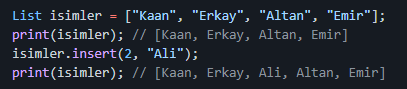 List isimler = ["Kaan", "Erkay", "Altan", "Emir"];
print(isimler); // [Kaan, Erkay, Altan, Emir]
isimler.insert(2, "Ali");
print(isimler); // [Kaan, Erkay, Ali, Altan, Emir]